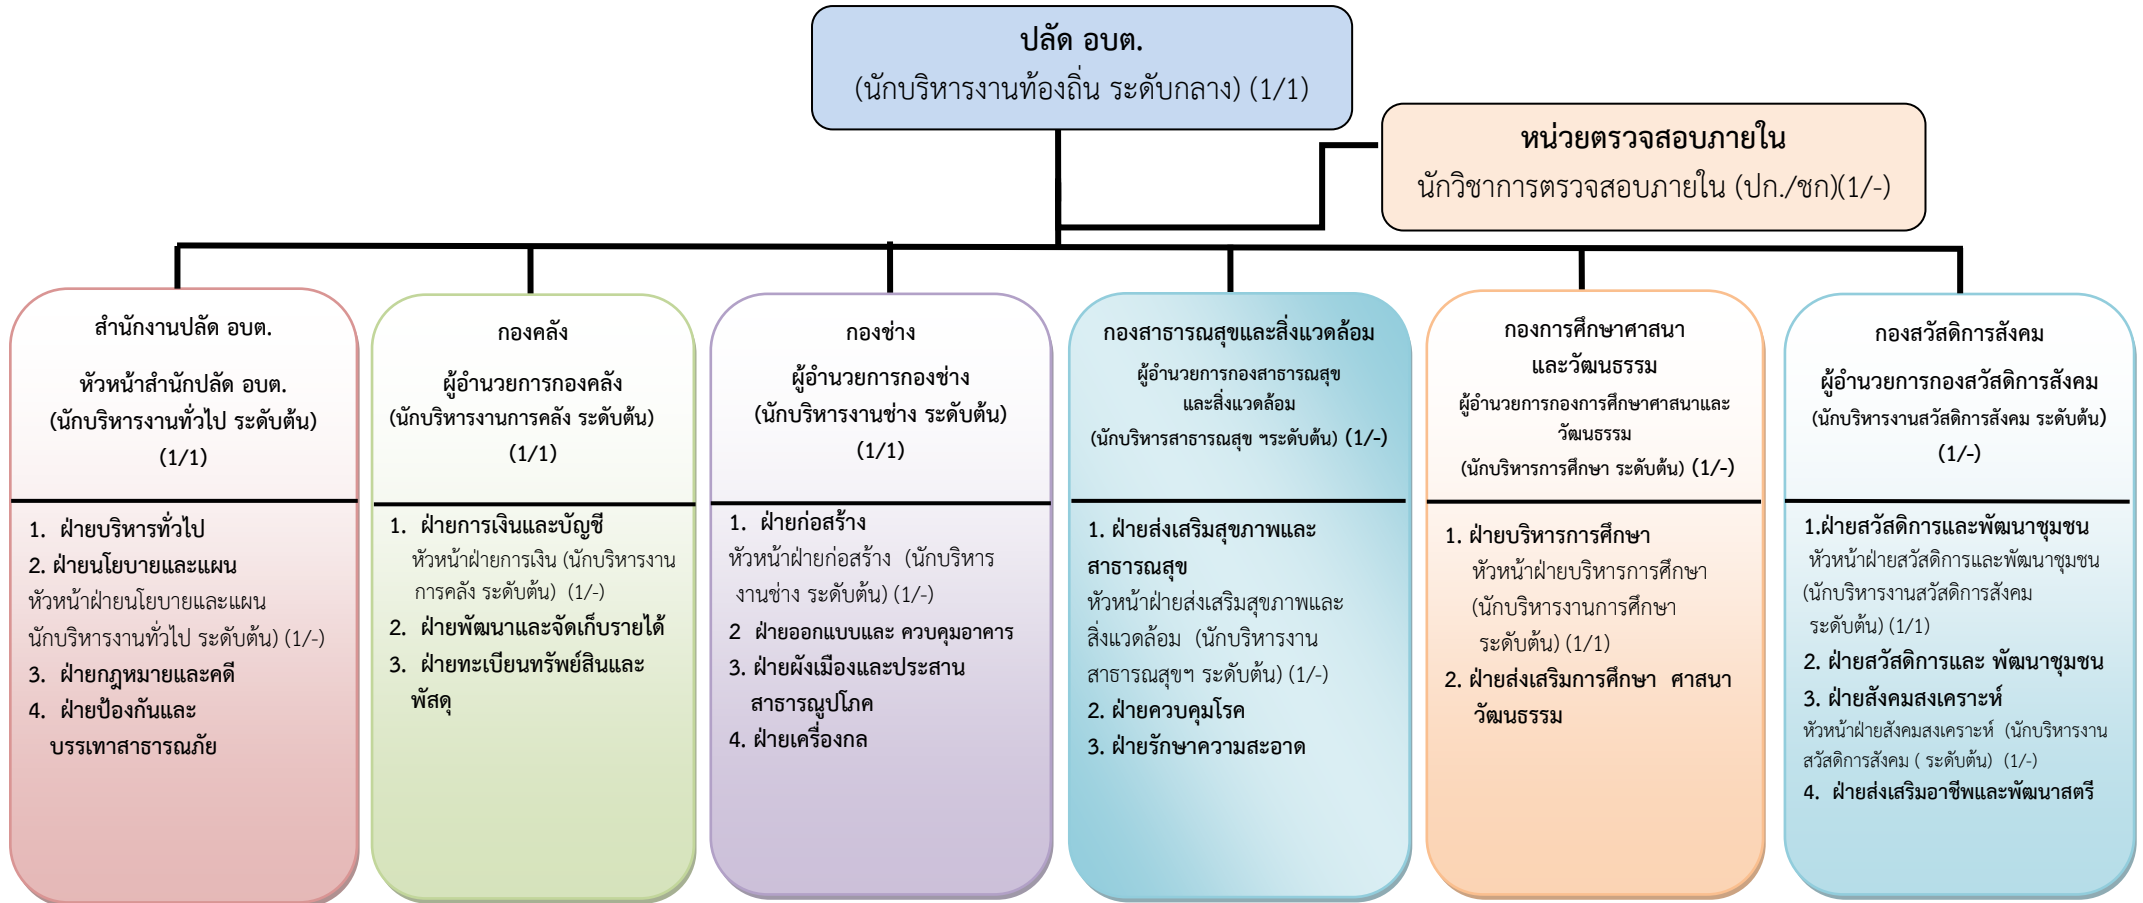 ปลัด อบต.
(นักบริหารงานท้องถิ่น ระดับกลาง) (1/1)
หน่วยตรวจสอบภายใน
นักวิชาการตรวจสอบภายใน (ปก./ชก)(1/-)
สำนักงานปลัด อบต.
หัวหน้าสำนักปลัด อบต.
(นักบริหารงานทั่วไป ระดับต้น)
(1/1)
1. ฝ่ายบริหารทั่วไป
2. ฝ่ายนโยบายและแผน
หัวหน้าฝ่ายนโยบายและแผน
นักบริหารงานทั่วไป ระดับต้น) (1/-)
3. ฝ่ายกฎหมายและคดี
4. ฝ่ายป้องกันและ
บรรเทาสาธารณภัย
กองคลัง
ผู้อำนวยการกองคลัง
(นักบริหารงานการคลัง ระดับต้น)
(1/1)
1. ฝ่ายการเงินและบัญชี
หัวหน้าฝ่ายการเงิน (นักบริหารงาน
การคลัง ระดับต้น) (1/-)
2. ฝ่ายพัฒนาและจัดเก็บรายได้
3. ฝ่ายทะเบียนทรัพย์สินและ
พัสดุ
กองช่าง
ผู้อำนวยการกองช่าง
(นักบริหารงานช่าง ระดับต้น)
(1/1)
1. ฝ่ายก่อสร้าง
หัวหน้าฝ่ายก่อสร้าง (นักบริหาร
งานช่าง ระดับต้น) (1/-)
2 ฝ่ายออกแบบและ ควบคุมอาคาร
3. ฝ่ายผังเมืองและประสาน
สาธารณูปโภค
4. ฝ่ายเครื่องกล
กองสาธารณสุขและสิ่งแวดล้อม
ผู้อำนวยการกองสาธารณสุข
และสิ่งแวดล้อม
(นักบริหารสาธารณสุข ฯระดับต้น) (1/-)
1. ฝ่ายส่งเสริมสุขภาพและ
สาธารณสุข
หัวหน้าฝ่ายส่งเสริมสุขภาพและ
สิ่งแวดล้อม (นักบริหารงาน
สาธารณสุขฯ ระดับต้น) (1/-)
2. ฝ่ายควบคุมโรค
3. ฝ่ายรักษาความสะอาด
กองการศึกษาศาสนา
และวัฒนธรรม
ผู้อำนวยการกองการศึกษาศาสนาและ
วัฒนธรรม
(นักบริหารการศึกษา ระดับต้น) (1/-)
1. ฝ่ายบริหารการศึกษา
หัวหน้าฝ่ายบริหารการศึกษา
(นักบริหารงานการศึกษา
ระดับต้น) (1/1)
2. ฝ่ายส่งเสริมการศึกษา ศาสนา
วัฒนธรรม
กองสวัสดิการสังคม
ผู้อำนวยการกองสวัสดิการสังคม
(นักบริหารงานสวัสดิการสังคม ระดับต้น)
(1/-)
1.ฝ่ายสวัสดิการและพัฒนาชุมชน
หัวหน้าฝ่ายสวัสดิการและพัฒนาชุมชน
(นักบริหารงานสวัสดิการสังคม
ระดับต้น) (1/1)
2. ฝ่ายสวัสดิการและ พัฒนาชุมชน
3. ฝ่ายสังคมสงเคราะห์
หัวหน้าฝ่ายสังคมสงเคราะห์ (นักบริหารงาน
สวัสดิการสังคม ( ระดับต้น) (1/-)
4. ฝ่ายส่งเสริมอาชีพและพัฒนาสตรี